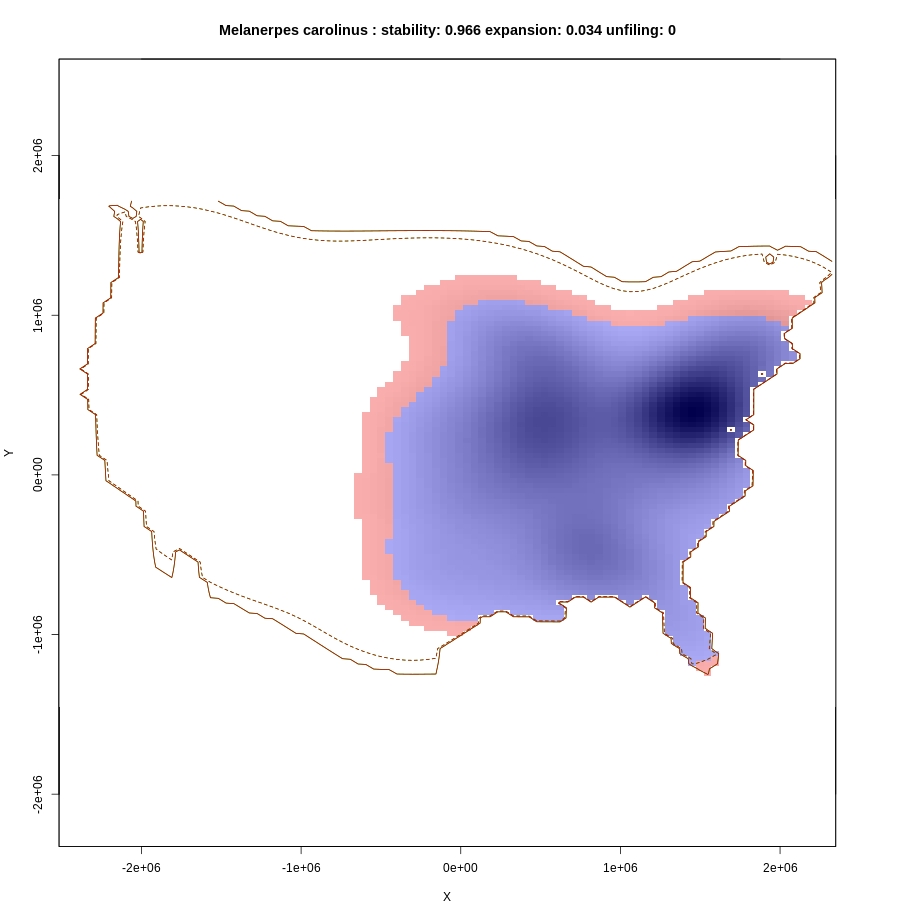 Melanerpes carolinus : stability: 0.966 expansion: 0.034 unfiling: 0
2e+06
1e+06
Y
0e+00
-1e+06
-2e+06
-2e+06 -1e+06 0e+00 1e+06 2e+06
X